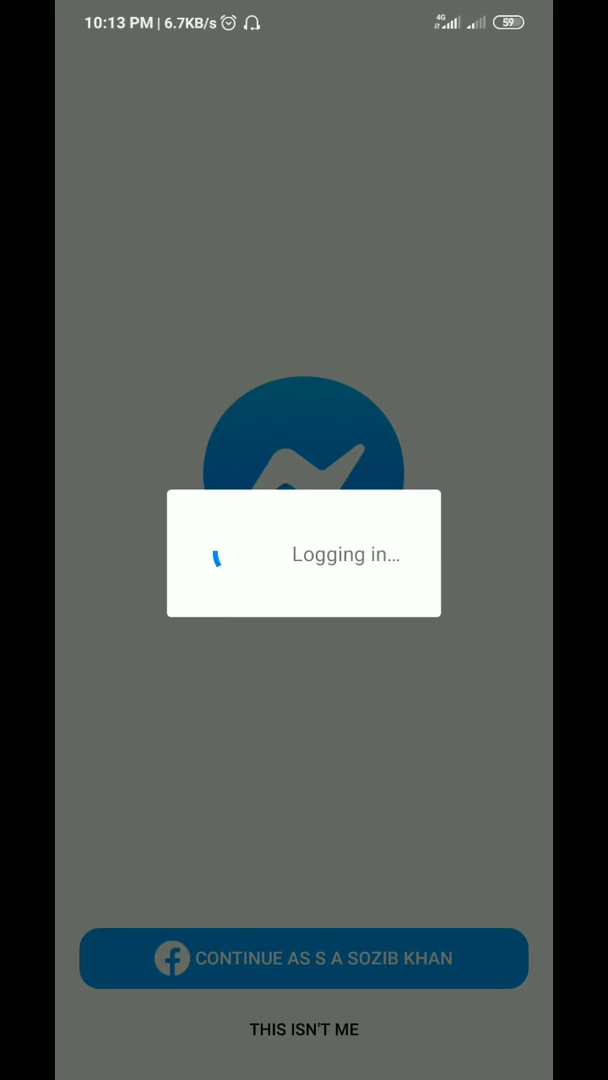 10:13 PM | 6.7KB/s
4G
59
Logging in...
CONTINUE AS S A SOZIB KHAN
THIS ISN'T ME